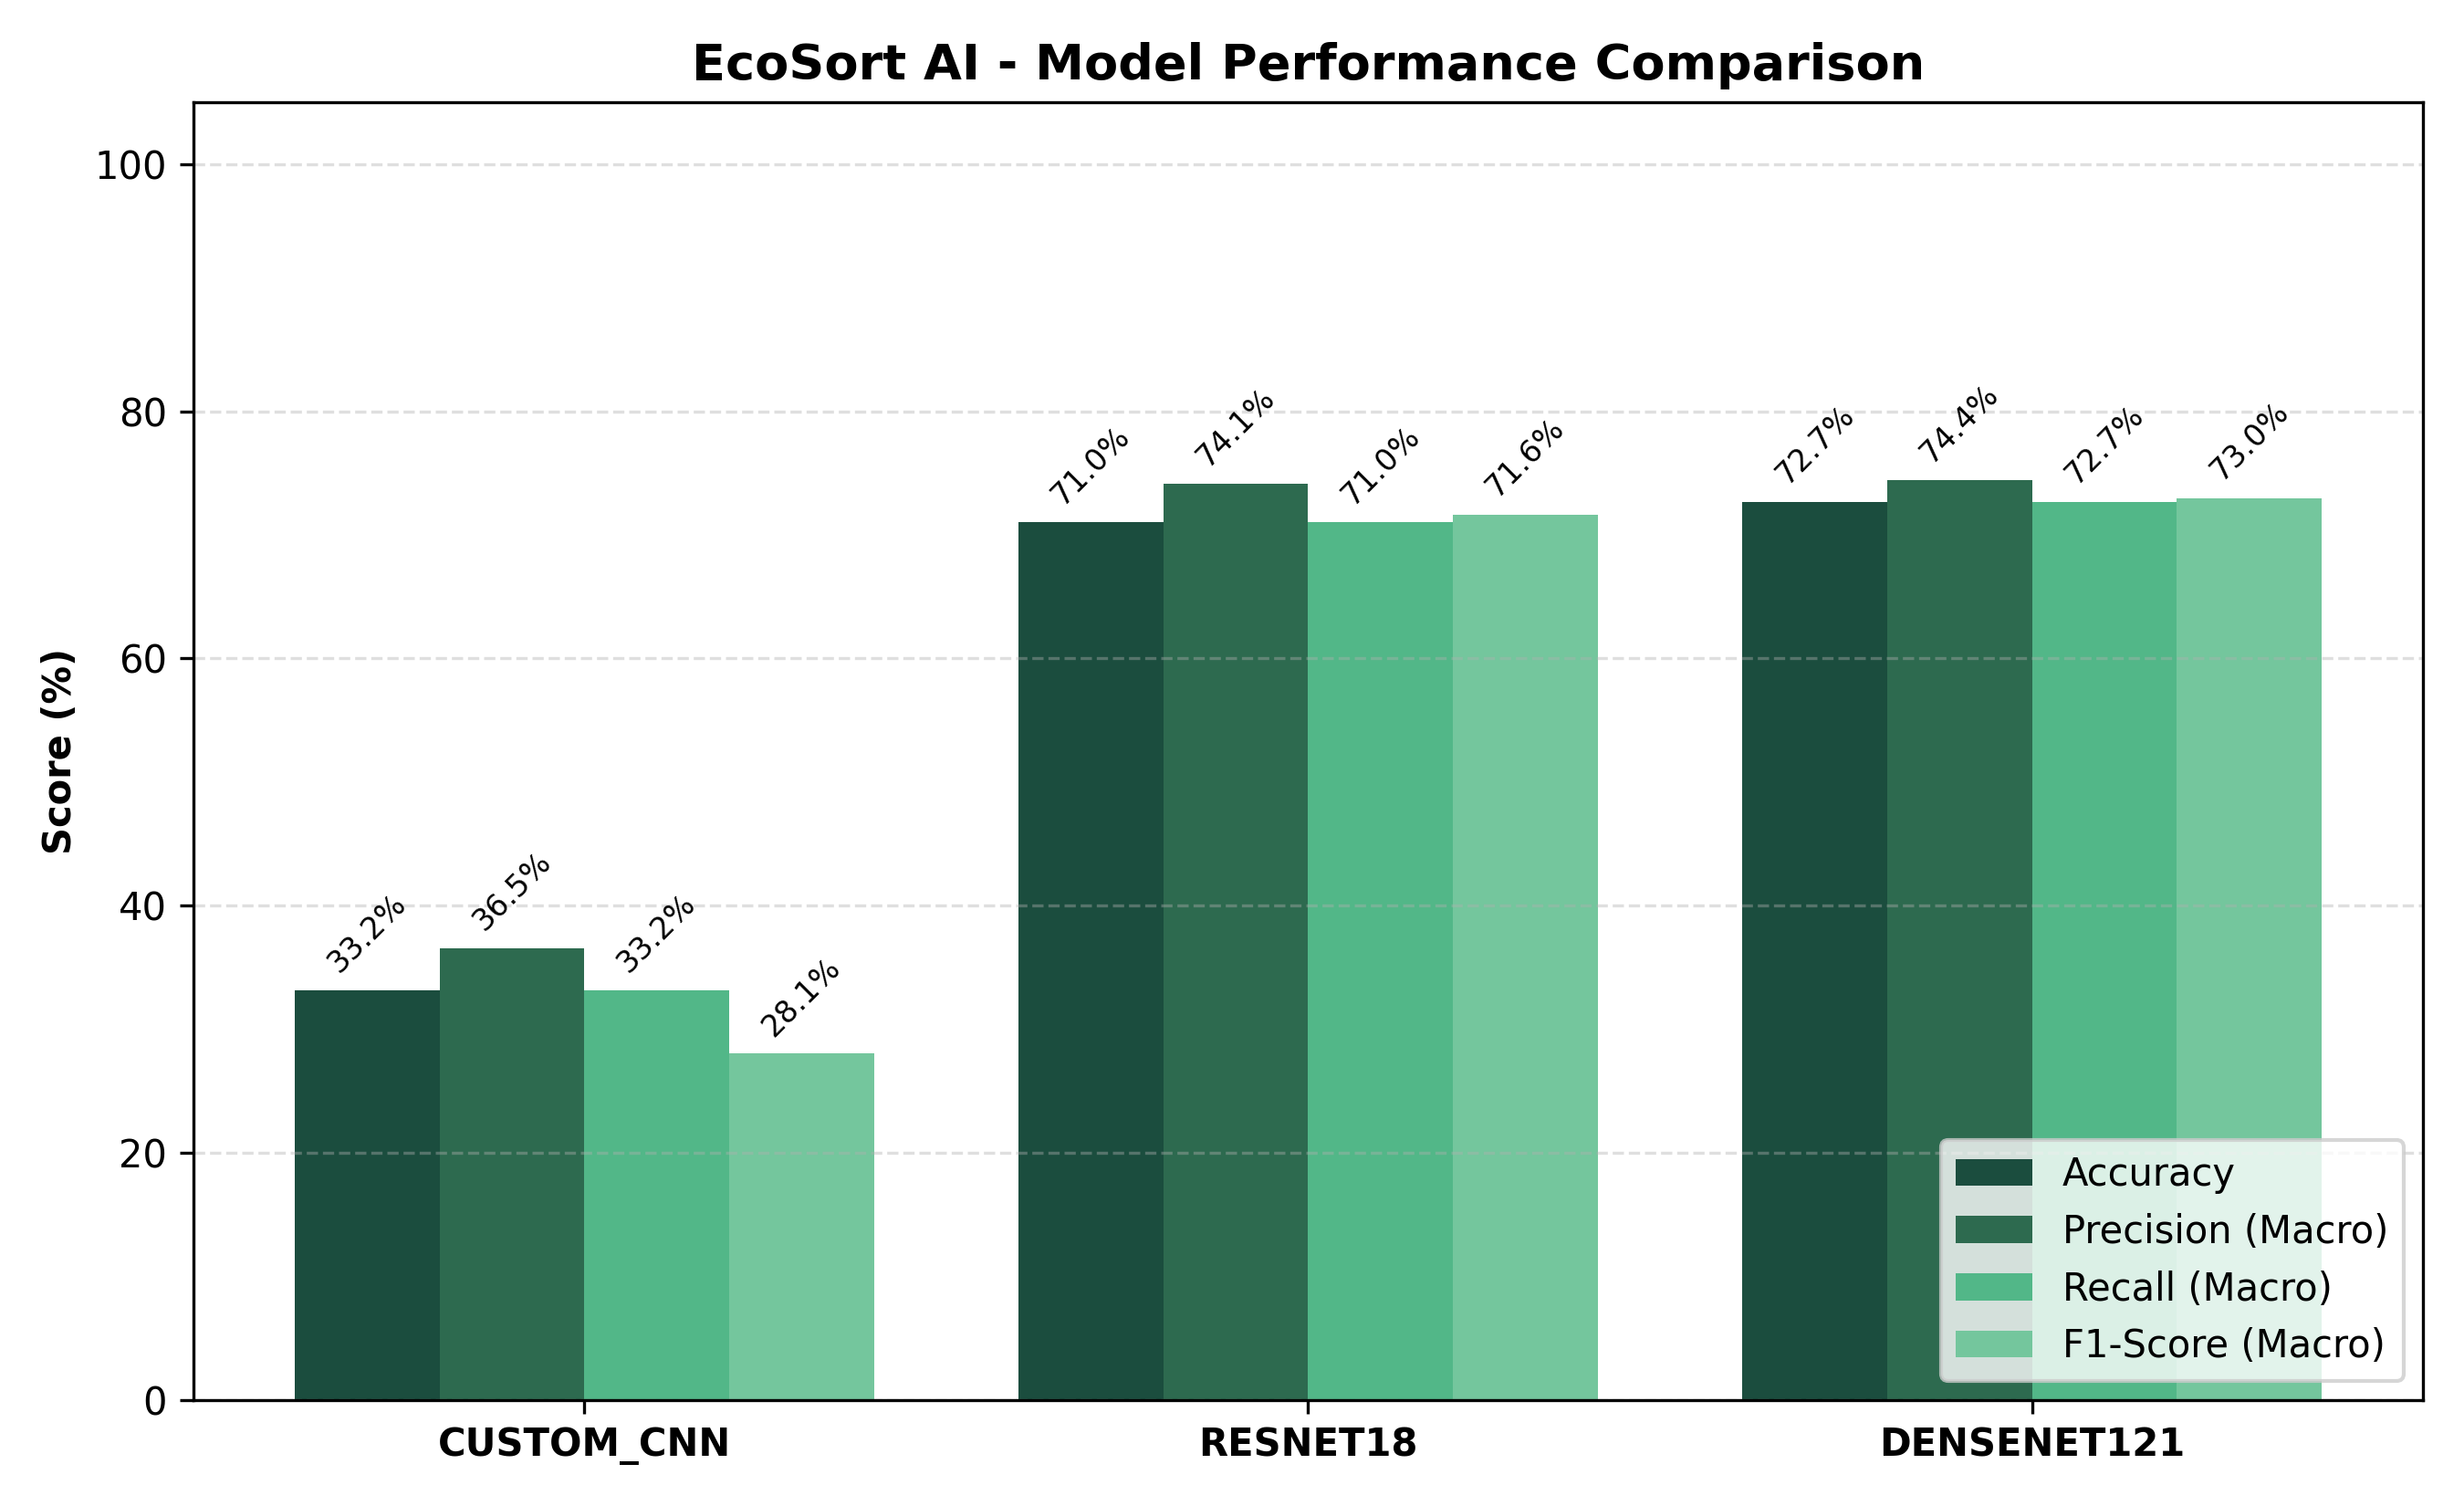 EcoSort AI - Model Performance Comparison
Score (%)
100
80
60
40
20
0
33.2%
36.5%
33.2%
28.1%
71.0%
74.1%
71.0%
71.6%
72.7%
74.4%
72.7%
73.0%
Accuracy
Precision (Macro)
Recall (Macro)
F1-Score (Macro)
CUSTOM_CNN
RESNET18
DENSENET121